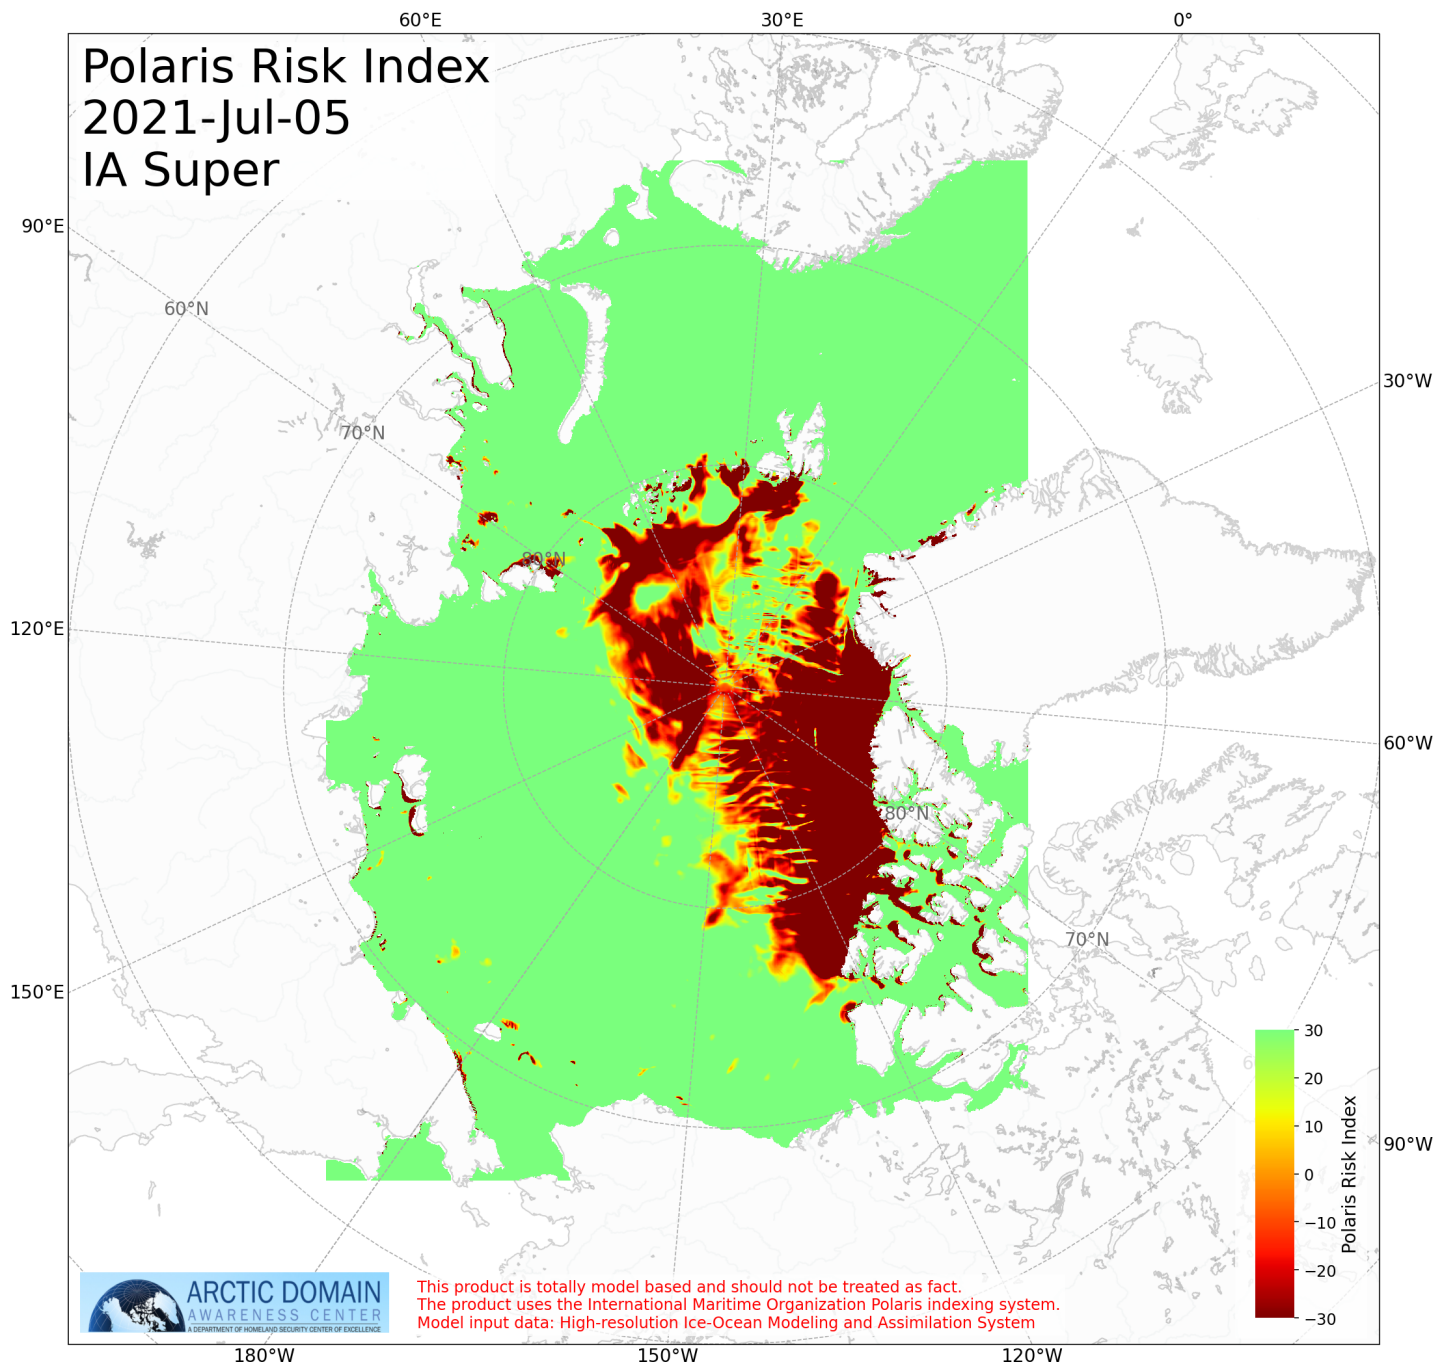 60°E
30°E
0°
Polaris Risk Index
2021-Jul-05
IA Super
90°E
60°N
30°W
70°N
80°N
120°E
60°W
80°N
70°N
150°E
30
20
10
0
−10
−20
−30
Polaris Risk Index
90°W
ARCTIC DOMAIN
AWARENESS CENTER
A DEPARTMENT OF HOMELAND SECURITY CENTER OF EXCELLENCE
This product is totally model based and should not be treated as fact.
The product uses the International Maritime Organization Polaris indexing system.
Model input data: High-resolution Ice-Ocean Modeling and Assimilation System
180°W
150°W
120°W